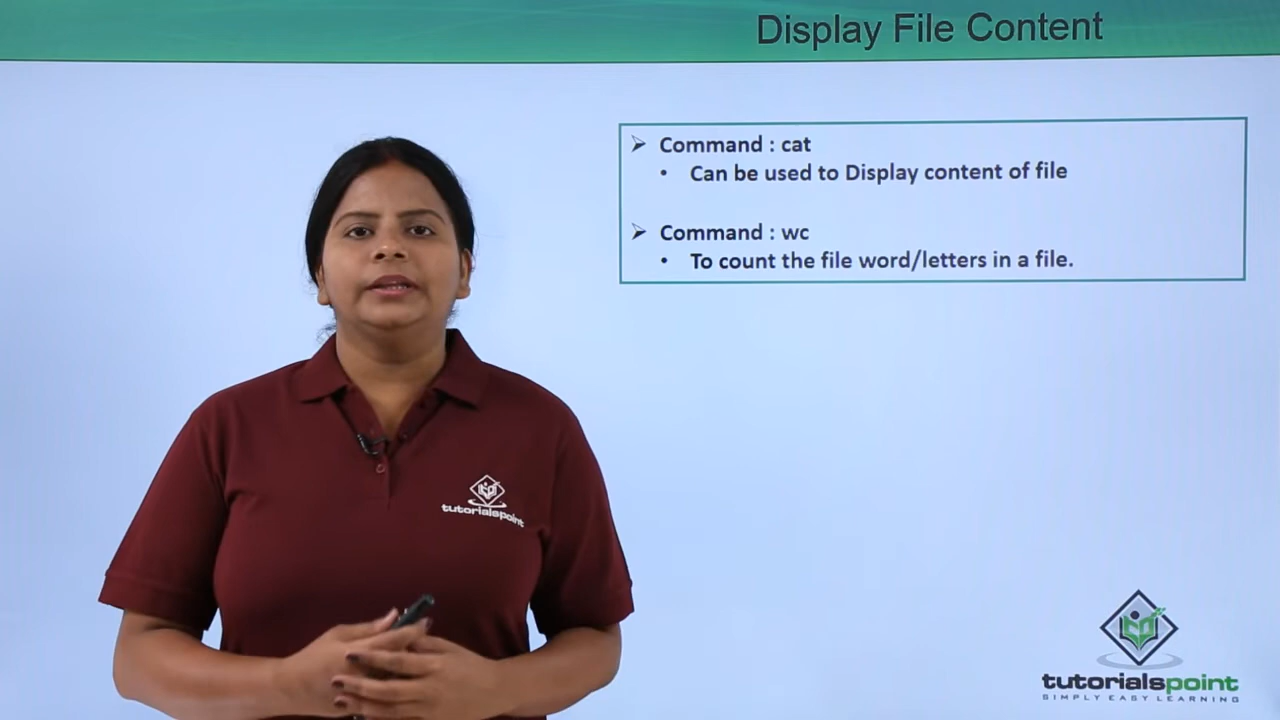 Display File Content
➢ Command : cat
• Can be used to Display content of file
➢ Command : wc
• To count the file word/letters in a file.
tutorialspoint
tutorialspoint
SIMPLY EASY LEARNING